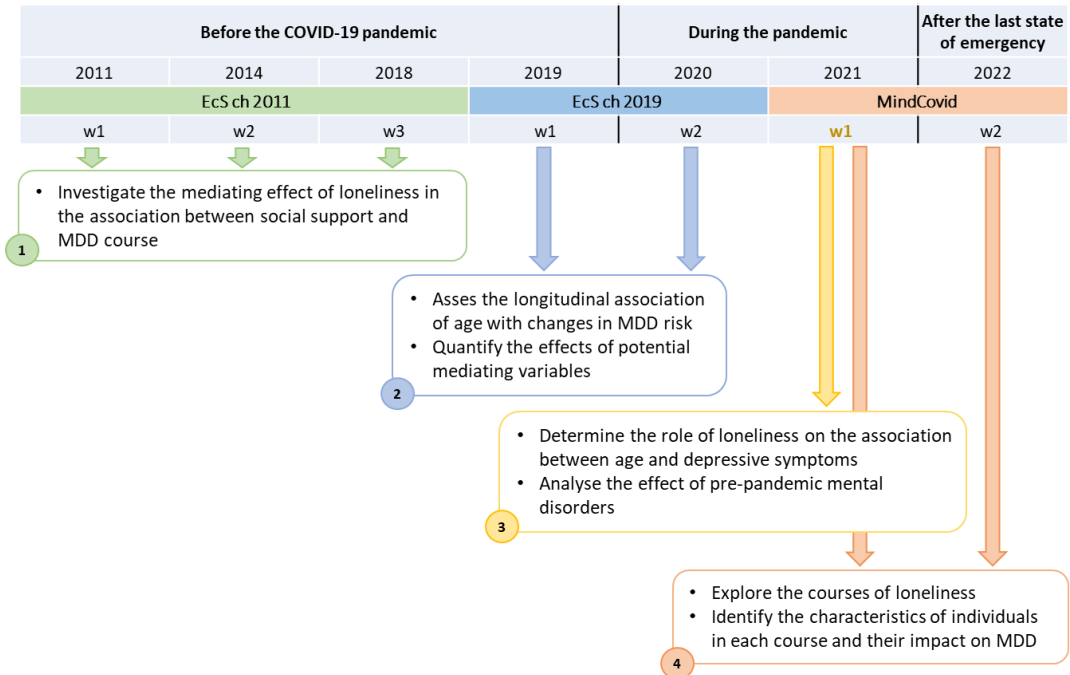 Before the COVID-19 pandemic
During the pandemic
After the last state
of emergency
2011
2014
2018
2019
2020
2021
2022
EcS ch 2011
EcS ch 2019
MindCovid
w1
w2
w3
w1
w2
w1
w2
• Investigate the mediating effect of loneliness in
the association between social support and
MDD course
1
• Asses the longitudinal association
of age with changes in MDD risk
• Quantify the effects of potential
mediating variables
2
• Determine the role of loneliness on the association
between age and depressive symptoms
• Analyse the effect of pre-pandemic mental
disorders
3
• Explore the courses of loneliness
• Identify the characteristics of individuals
in each course and their impact on MDD
4